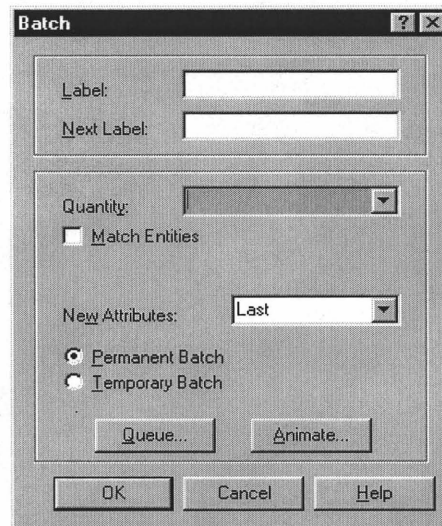 Batch
Label:
Next Label:
Quantity:
Match Entities
New Attributes: Last
Permanent Batch
Temporary Batch
Queue... Animate...
OK Cancel Help